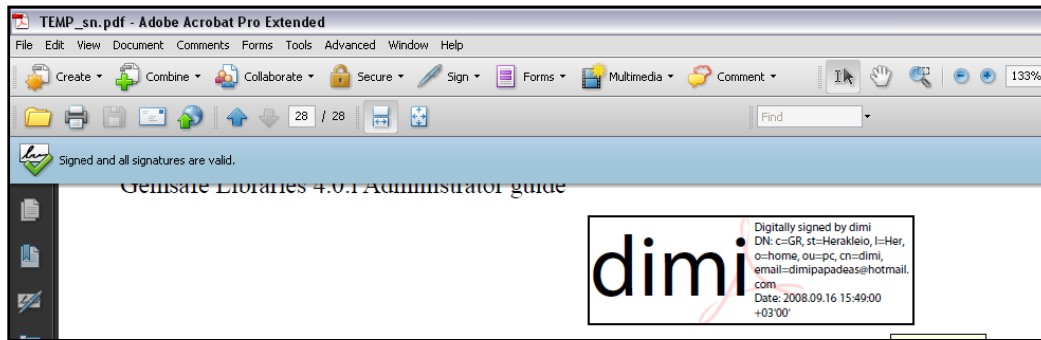 TEMP_sn.pdf - Adobe Acrobat Pro Extended
File Edit View Document Comments Forms Tools Advanced Window Help
Create Combine Collaborate Secure Sign Forms Multimedia Comment 133%
28 / 28 Find
Signed and all signatures are valid.
Gemsafe Libraries 4.0.1 Administrator guide
dimi
Digitally signed by dimi
DN: c=GR, st=Herakleio, l=Her,
o=home, ou=pc, cn=dimi,
email=dimipapadeas@hotmail.
com
Date: 2008.09.16 15:49:00
+03'00'